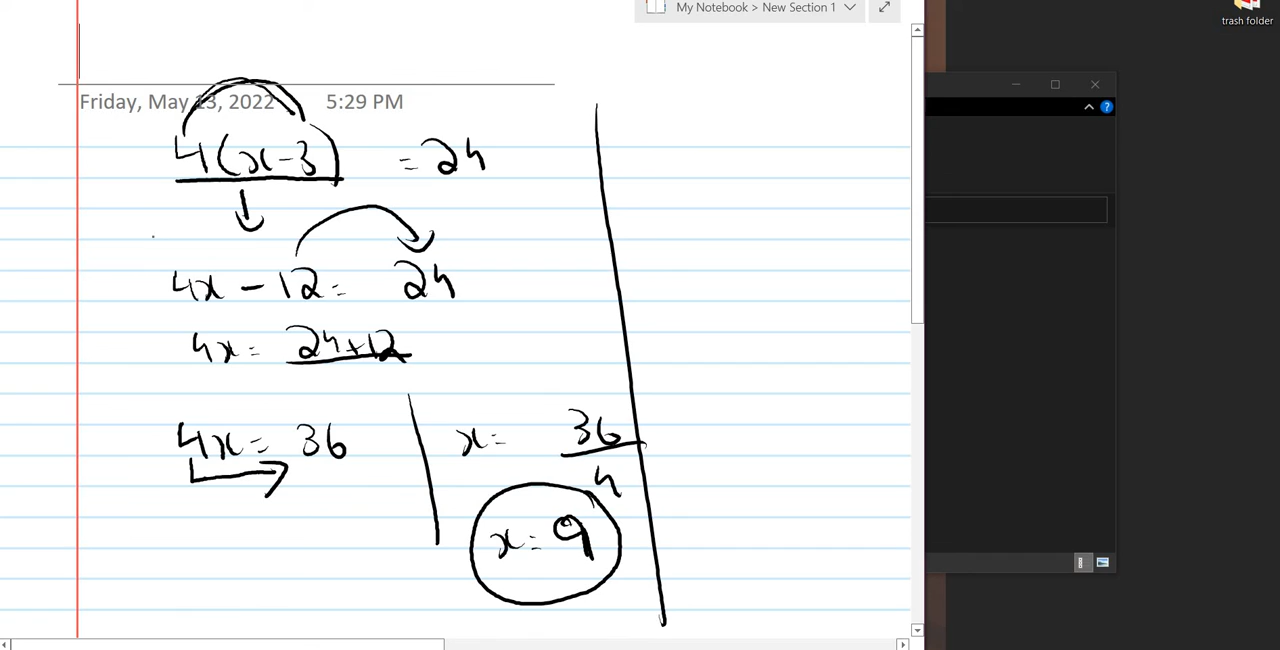 My Notebook > New Section 1
trash folder
Friday, May 13, 2022 5:29 PM
4(x-3) = 24
4x - 12 = 24
4x = 24+12
4x = 36
x = 36
4
x = 9